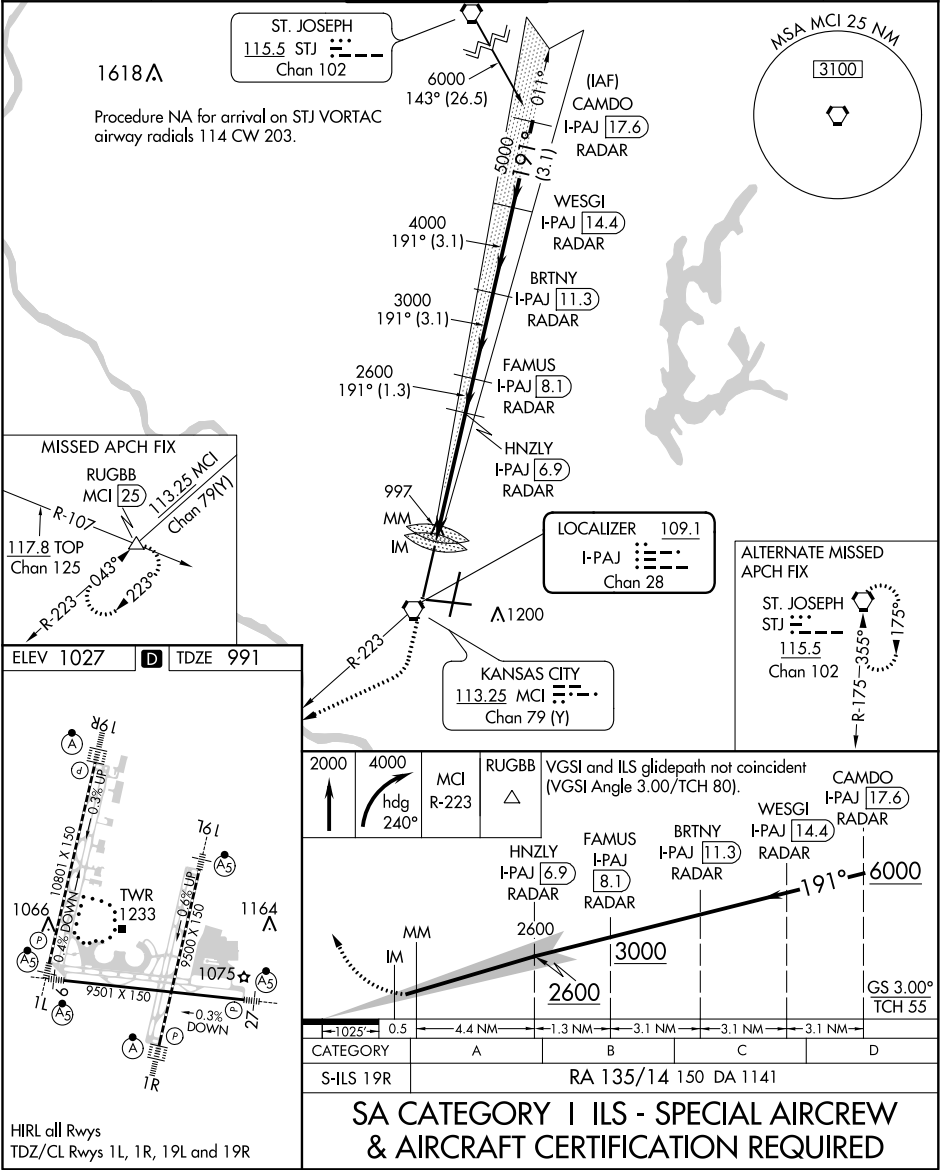 ST. JOSEPH
115.5 STJ
Chan 102
1618
Procedure NA for arrival on STJ VORTAC
airway radials 114 CW 203.
6000
143° (26.5)
011°
(IAF)
CAMDO
I-PAJ 17.6
RADAR
MSA MCI 25 NM
3100
5000
191°
(3.1)
WESGI
I-PAJ 14.4
RADAR
4000
191° (3.1)
BRTNY
I-PAJ 11.3
RADAR
3000
191° (3.1)
FAMUS
I-PAJ 8.1
RADAR
2600
191° (1.3)
HNZLY
I-PAJ 6.9
RADAR
997
MM
IM
MISSED APCH FIX
RUGBB
MCI 25
113.25 MCI
Chan 79(Y)
R-107
117.8 TOP
Chan 125
043°
223°
R-223
LOCALIZER 109.1
I-PAJ
Chan 28
1200
R-223
KANSAS CITY
113.25 MCI
Chan 79 (Y)
ALTERNATE MISSED
APCH FIX
ST. JOSEPH
STJ
115.5
Chan 102
175°
355°
R-175
ELEV 1027
D
TDZE 991
19R
A
P
0.3% UP
10801 X 150
19L
A5
0.6% UP
9500 X 150
TWR
1233
1066
1164
0.4% DOWN
P
A5
1075
A5
1L
9
9501 X 150
27
A5
0.3%
DOWN
P
A
P
1R
HIRL all Rwys
TDZ/CL Rwys 1L, 1R, 19L and 19R
2000
4000
hdg
240°
MCI
R-223
RUGBB
VGSI and ILS glidepath not coincident
(VGSI Angle 3.00/TCH 80).
CAMDO
I-PAJ 17.6
RADAR
WESGI
I-PAJ 14.4
RADAR
BRTNY
I-PAJ 11.3
RADAR
FAMUS
I-PAJ
8.1
RADAR
HNZLY
I-PAJ 6.9
RADAR
191°
6000
2600
3000
2600
MM
IM
GS 3.00°
TCH 55
1025'
0.5
4.4 NM
1.3 NM
3.1 NM
3.1 NM
3.1 NM
CATEGORY A B C D
S-ILS 19R RA 135/14 150 DA 1141
SA CATEGORY I ILS - SPECIAL AIRCREW
& AIRCRAFT CERTIFICATION REQUIRED